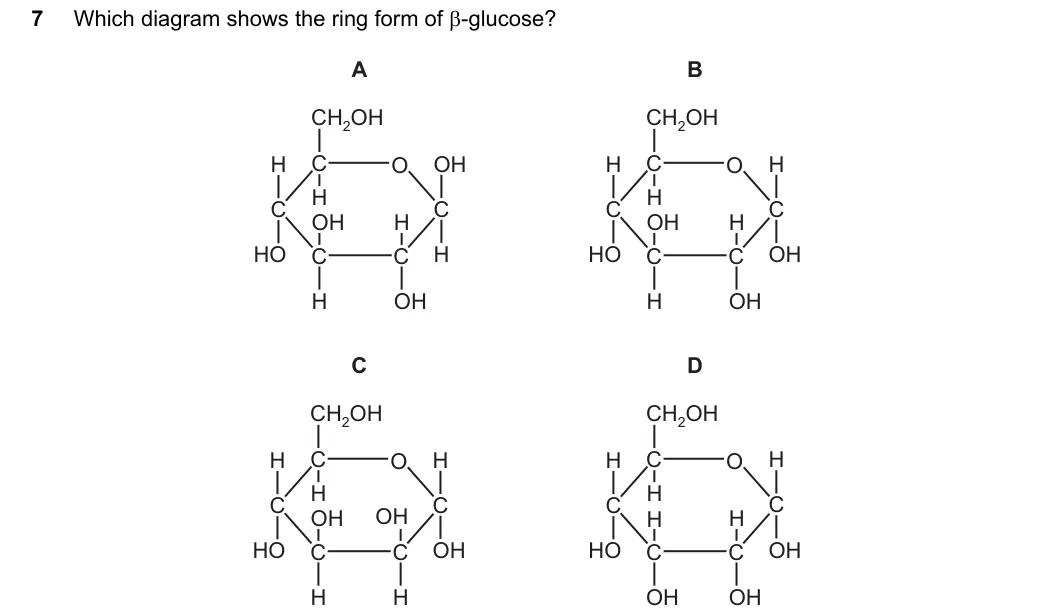 7 Which diagram shows the ring form of β-glucose?
A B
CH₂OH CH₂OH
H C O OH H C O H
H H
C OH H C C OH H C
HO C C H HO C C OH
H OH H OH
C D
CH₂OH CH₂OH
H C O H H C O H
H H
C OH OH C C H H C
HO C C OH HO C C OH
H H OH OH